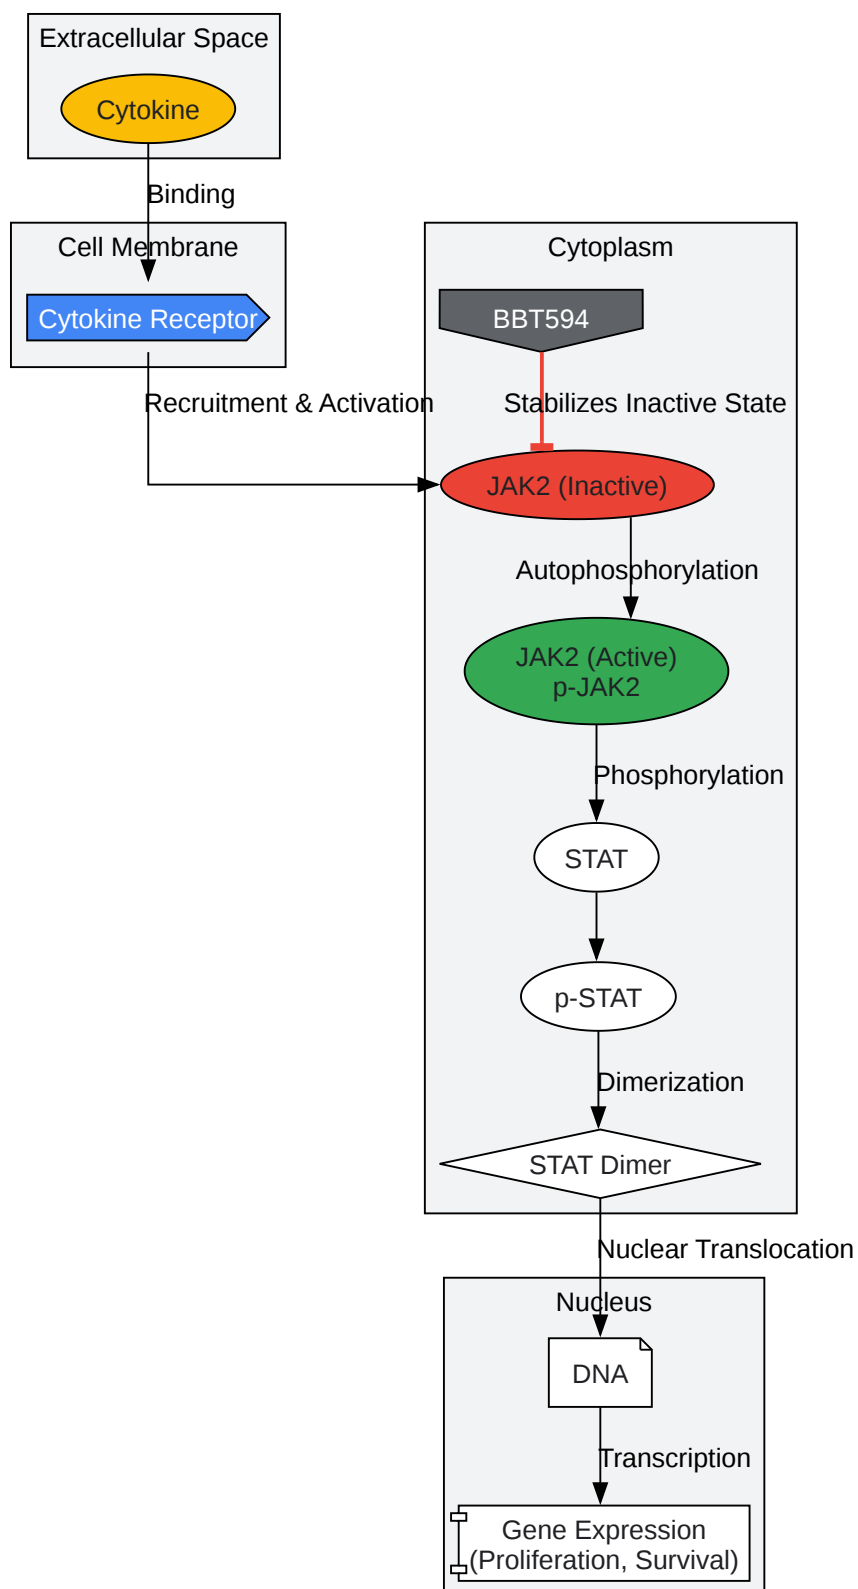 Extracellular Space
Cytokine
Binding
Cell Membrane
Cytokine Receptor
Recruitment & Activation
Cytoplasm
BBT594
Stabilizes Inactive State
JAK2 (Inactive)
Autophosphorylation
JAK2 (Active)
p-JAK2
Phosphorylation
STAT
p-STAT
Dimerization
STAT Dimer
Nuclear Translocation
Nucleus
DNA
Transcription
Gene Expression
(Proliferation, Survival)